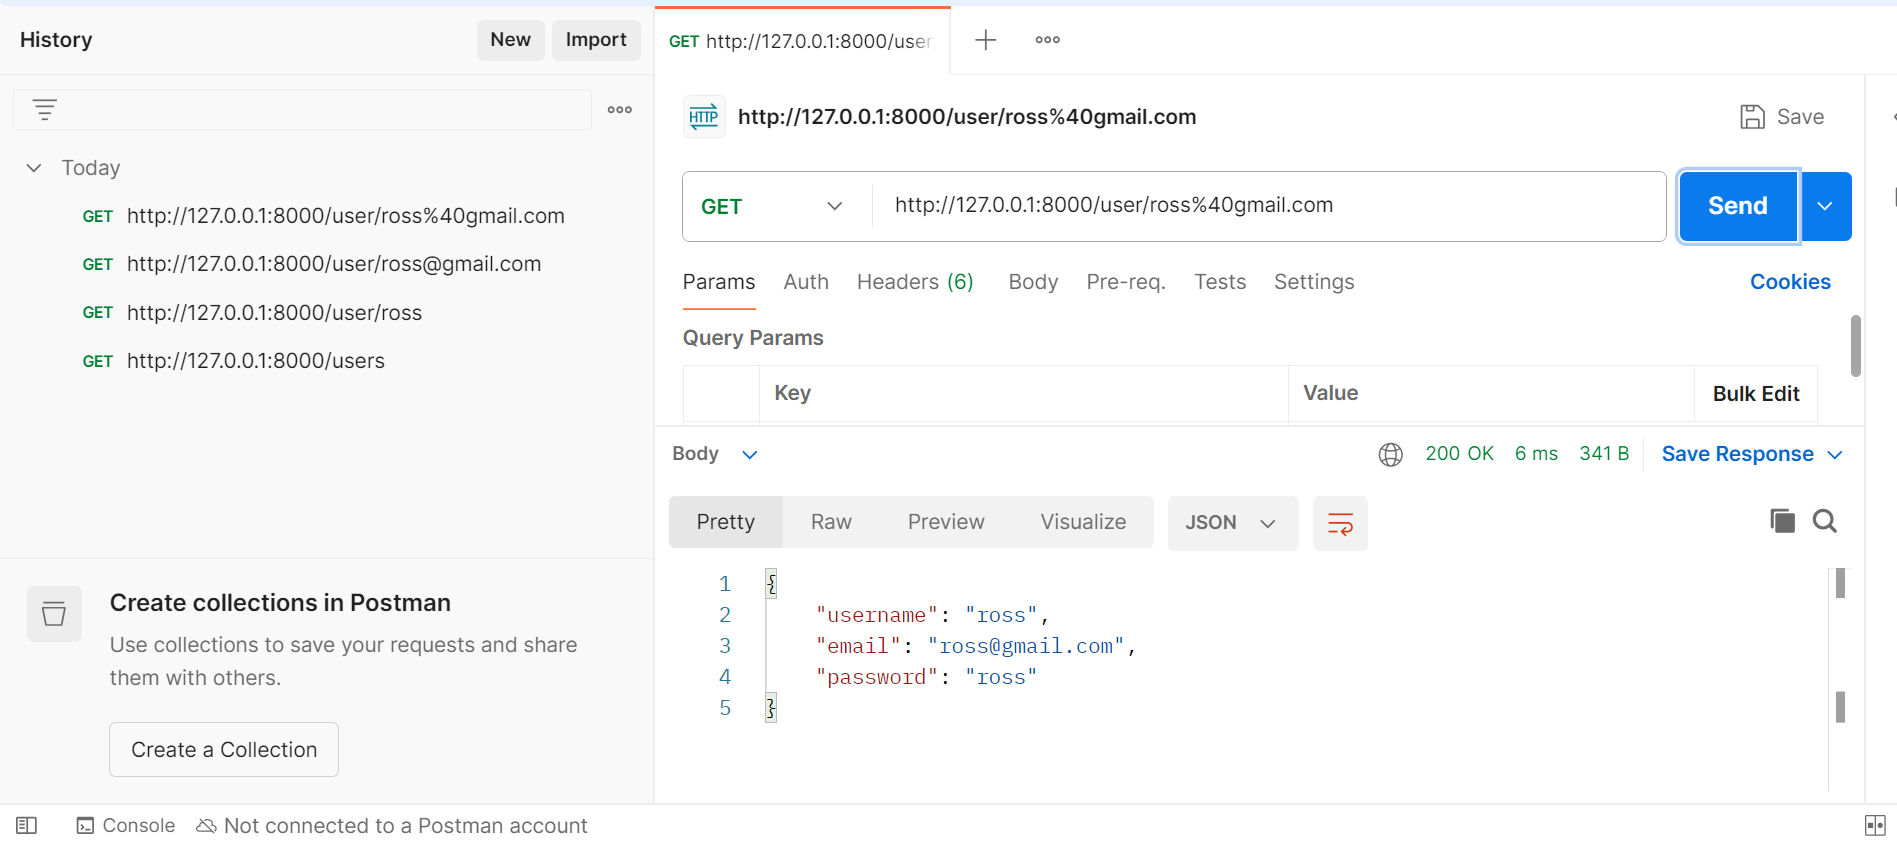 History
New
Import
Today
GET http://127.0.0.1:8000/user/ross%40gmail.com
GET http://127.0.0.1:8000/user/ross@gmail.com
GET http://127.0.0.1:8000/user/ross
GET http://127.0.0.1:8000/users
Create collections in Postman
Use collections to save your requests and share
them with others.
Create a Collection
GET http://127.0.0.1:8000/user
HTTP http://127.0.0.1:8000/user/ross%40gmail.com
Save
GET http://127.0.0.1:8000/user/ross%40gmail.com
Send
Params Auth Headers (6) Body Pre-req. Tests Settings Cookies
Query Params
Key Value Bulk Edit
Body 200 OK 6 ms 341 B Save Response
Pretty Raw Preview Visualize JSON
1 {
2 "username": "ross",
3 "email": "ross@gmail.com",
4 "password": "ross"
5 }
Console Not connected to a Postman account